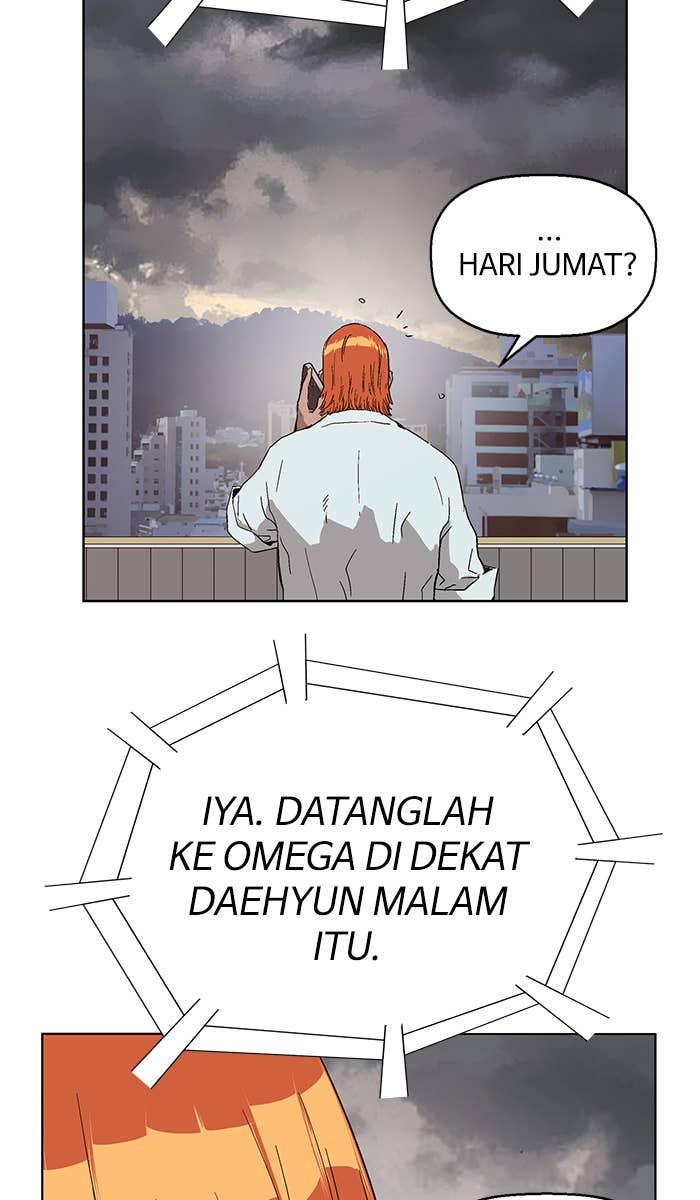 ...
HARI JUMAT?
IYA. DATANGLAH
KE OMEGA DI DEKAT
DAEHYUN MALAM
ITU.